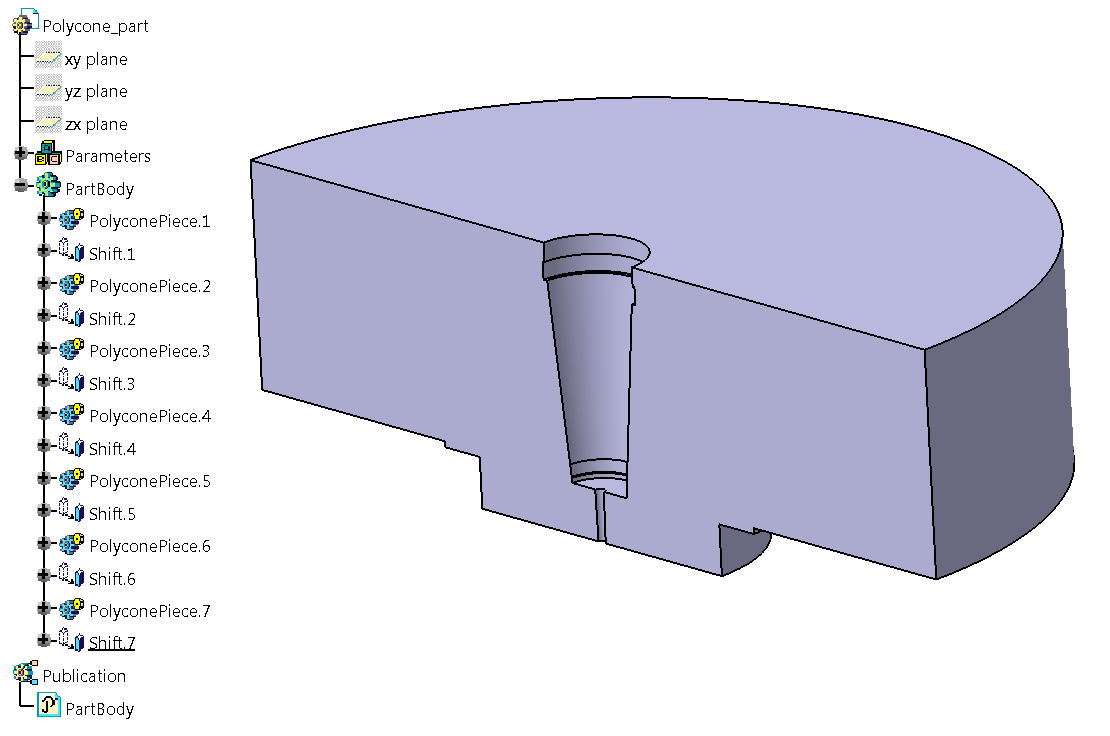 Polycone_part
xy plane
yz plane
zx plane
Parameters
PartBody
PolyconePiece.1
Shift.1
PolyconePiece.2
Shift.2
PolyconePiece.3
Shift.3
PolyconePiece.4
Shift.4
PolyconePiece.5
Shift.5
PolyconePiece.6
Shift.6
PolyconePiece.7
Shift.7
Publication
PartBody